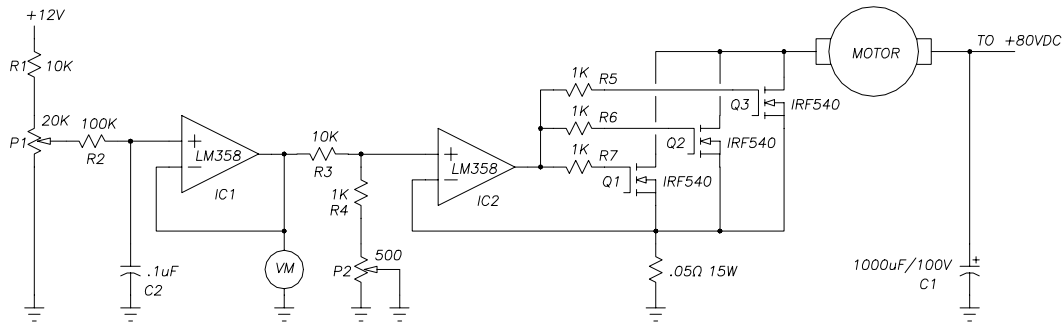 +12V
R1 10K
P1 20K
100K
R2
.1uF
C2
+
−
LM358
IC1
VM
10K
R3
1K
R4
P2 500
+
−
LM358
IC2
1K R5
1K R6
1K R7
Q1 IRF540
Q2 IRF540
Q3 IRF540
.05Ω 15W
MOTOR
TO +80VDC
1000uF/100V +
C1